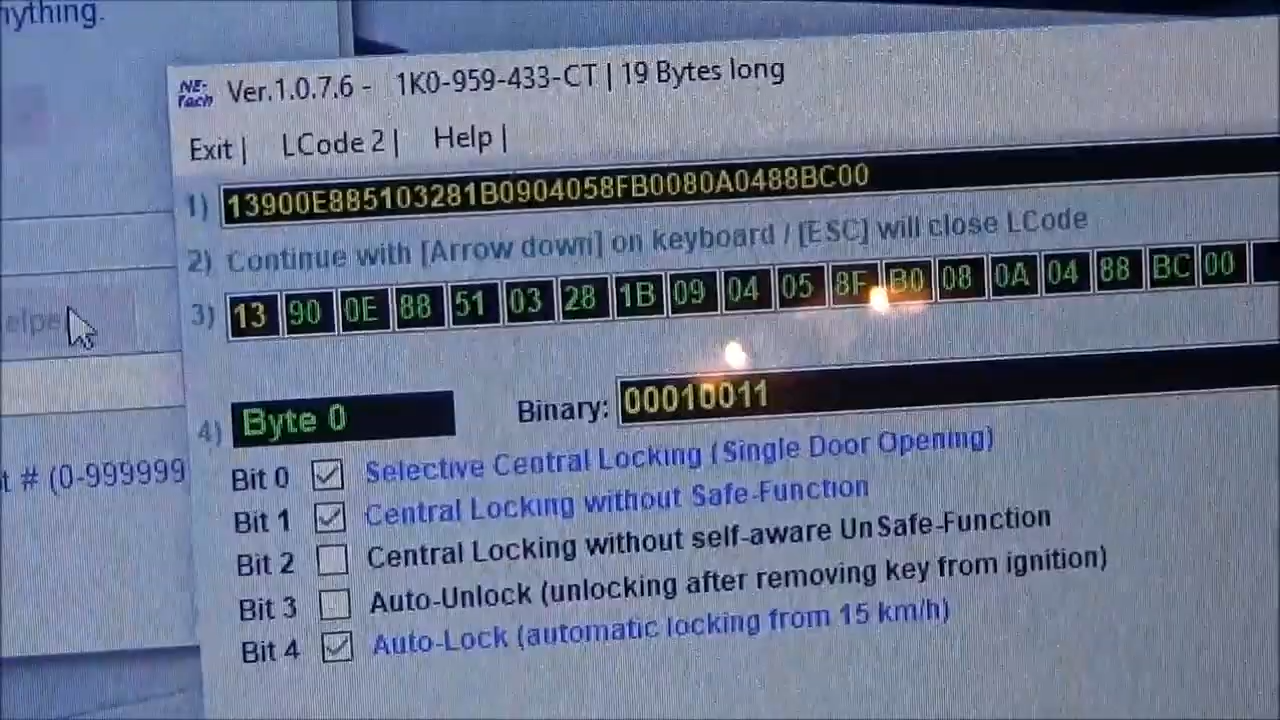 nything.
NE-Tech Ver.1.0.7.6 - 1K0-959-433-CT | 19 Bytes long
Exit | LCode 2 | Help |
1) 13900E885103281B0904058FB0080A0488BC00
2) Continue with [Arrow down] on keyboard / [ESC] will close LCode
3) 13 90 0E 88 51 03 28 1B 09 04 05 8F B0 08 0A 04 88 BC 00
elpe
4) Byte 0 Binary: 00010011
t # (0-999999
Bit 0 Selective Central Locking (Single Door Opening)
Bit 1 Central Locking without Safe-Function
Bit 2 Central Locking without self-aware UnSafe-Function
Bit 3 Auto-Unlock (unlocking after removing key from ignition)
Bit 4 Auto-Lock (automatic locking from 15 km/h)